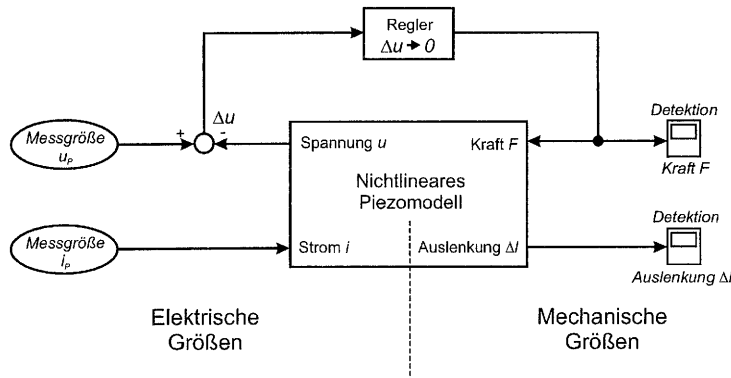 Regler
Δu → 0
Δu
Messgröße
u_P
+
-
Spannung u
Kraft F
Detektion
Kraft F
Nichtlineares
Piezomodell
Messgröße
i_P
Strom i
Auslenkung Δl
Detektion
Auslenkung Δl
Elektrische
Größen
Mechanische
Größen